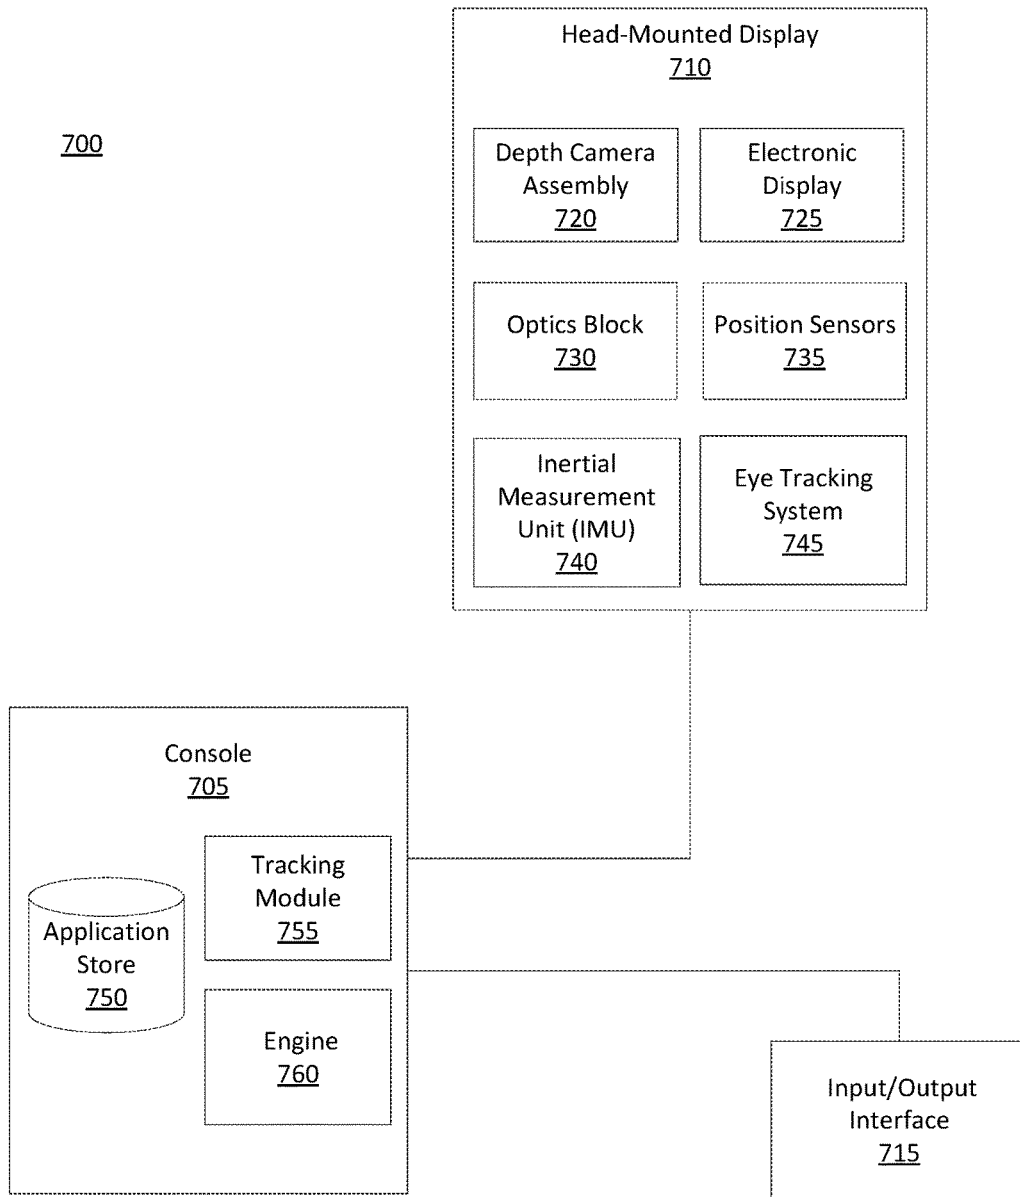 Head-Mounted Display
710
700
Depth Camera
Assembly
720
Electronic
Display
725
Optics Block
730
Position Sensors
735
Inertial
Measurement
Unit (IMU)
740
Eye Tracking
System
745
Console
705
Tracking
Module
755
Application
Store
750
Engine
760
Input/Output
Interface
715